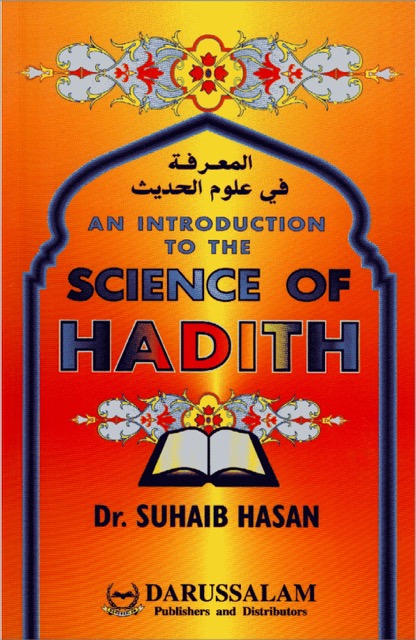 المعرفة
في علوم الحديث
AN INTRODUCTION
TO THE
SCIENCE OF
HADITH
Dr. SUHAIB HASAN
DARUSSALAM
Publishers and Distributors